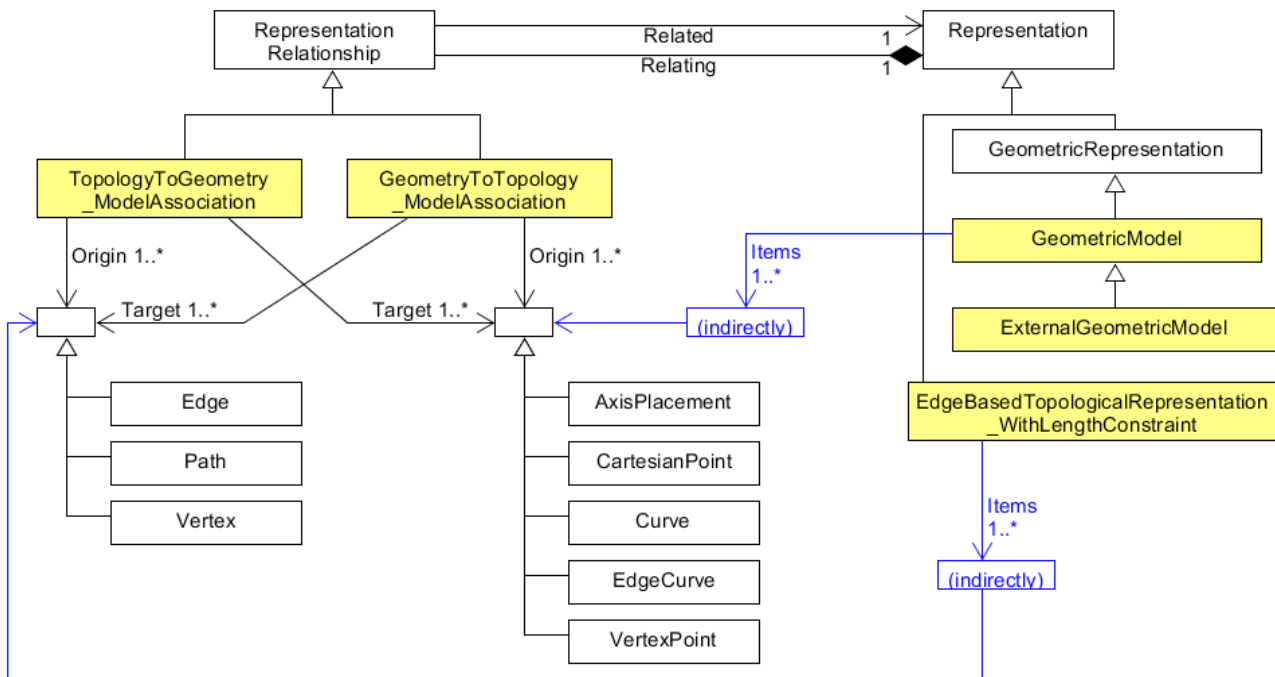 Representation
Relationship
Related
1
Relating
1
Representation
TopologyToGeometry
_ModelAssociation
GeometryToTopology
_ModelAssociation
GeometricRepresentation
GeometricModel
ExternalGeometricModel
EdgeBasedTopologicalRepresentation
_WithLengthConstraint
Origin 1..*
Origin 1..*
Items
1..*
Target 1..*
Target 1..*
(indirectly)
Edge
Path
Vertex
AxisPlacement
CartesianPoint
Curve
EdgeCurve
VertexPoint
Items
1..*
(indirectly)